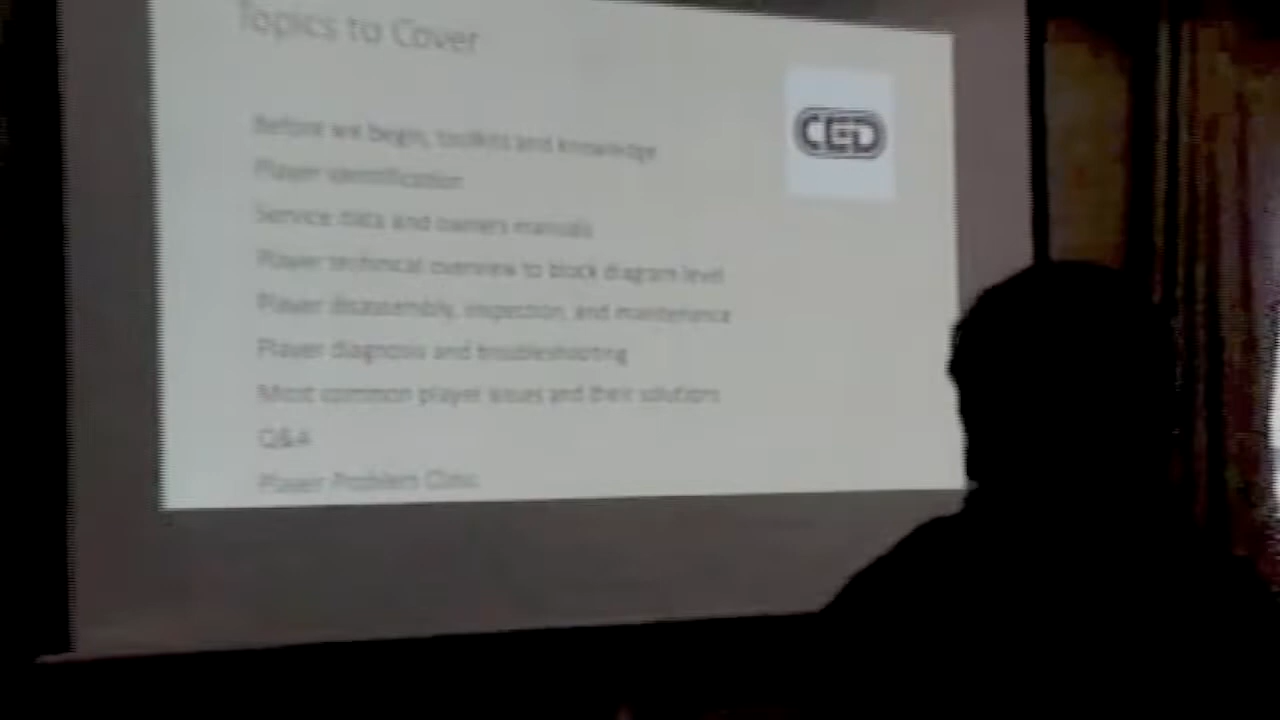 Topics to Cover
CED
Before we begin, toolkits and knowledge
Player identification
Service data and owners manuals
Player technical overview to block diagram level
Player disassembly, inspection, and maintenance
Player diagnosis and troubleshooting
Most common player issues and their solutions
Q&A
Player Problem Clinic